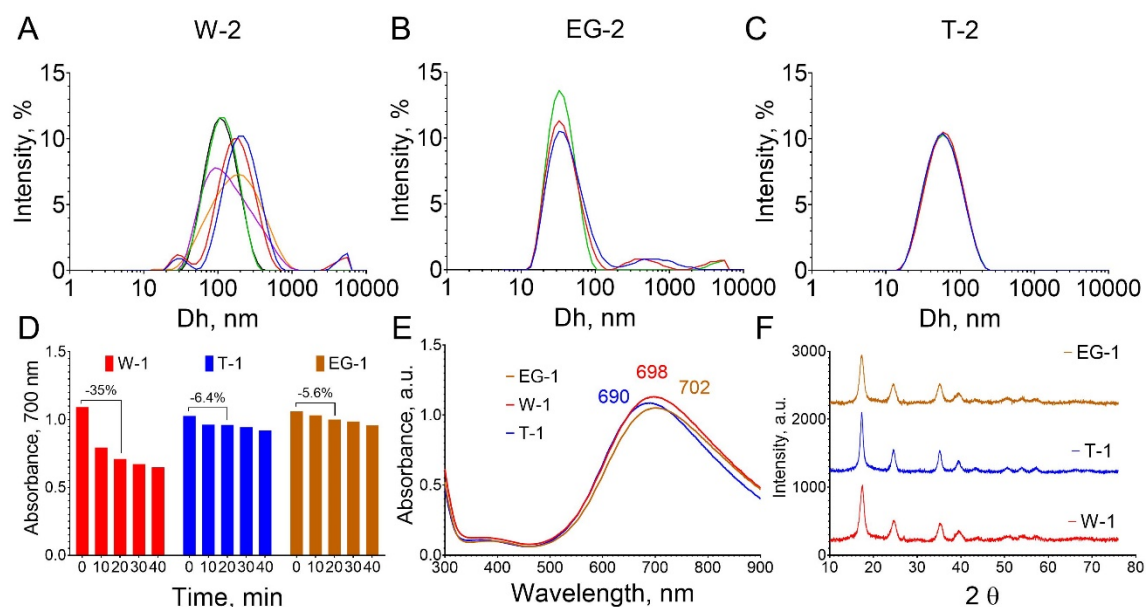 A W-2
B EG-2
C T-2
Intensity, %
15
10
5
0
1 10 100 1000 10000
Dh, nm
Intensity, %
15
10
5
0
1 10 100 1000 10000
Dh, nm
Intensity, %
15
10
5
0
1 10 100 1000 10000
Dh, nm
D
W-1 T-1 EG-1
-35% -6.4% -5.6%
Absorbance, 700 nm
1.5
1.0
0.5
0.0
0 10 20 30 40 0 10 20 30 40 0 10 20 30 40
Time, min
E
Absorbance, a.u.
1.5
1.0
0.5
0.0
EG-1
W-1
T-1
698
690 702
300 400 500 600 700 800 900
Wavelength, nm
F
Intensity, a.u.
3000
2000
1000
0
EG-1
T-1
W-1
10 20 30 40 50 60 70 80
2 θ